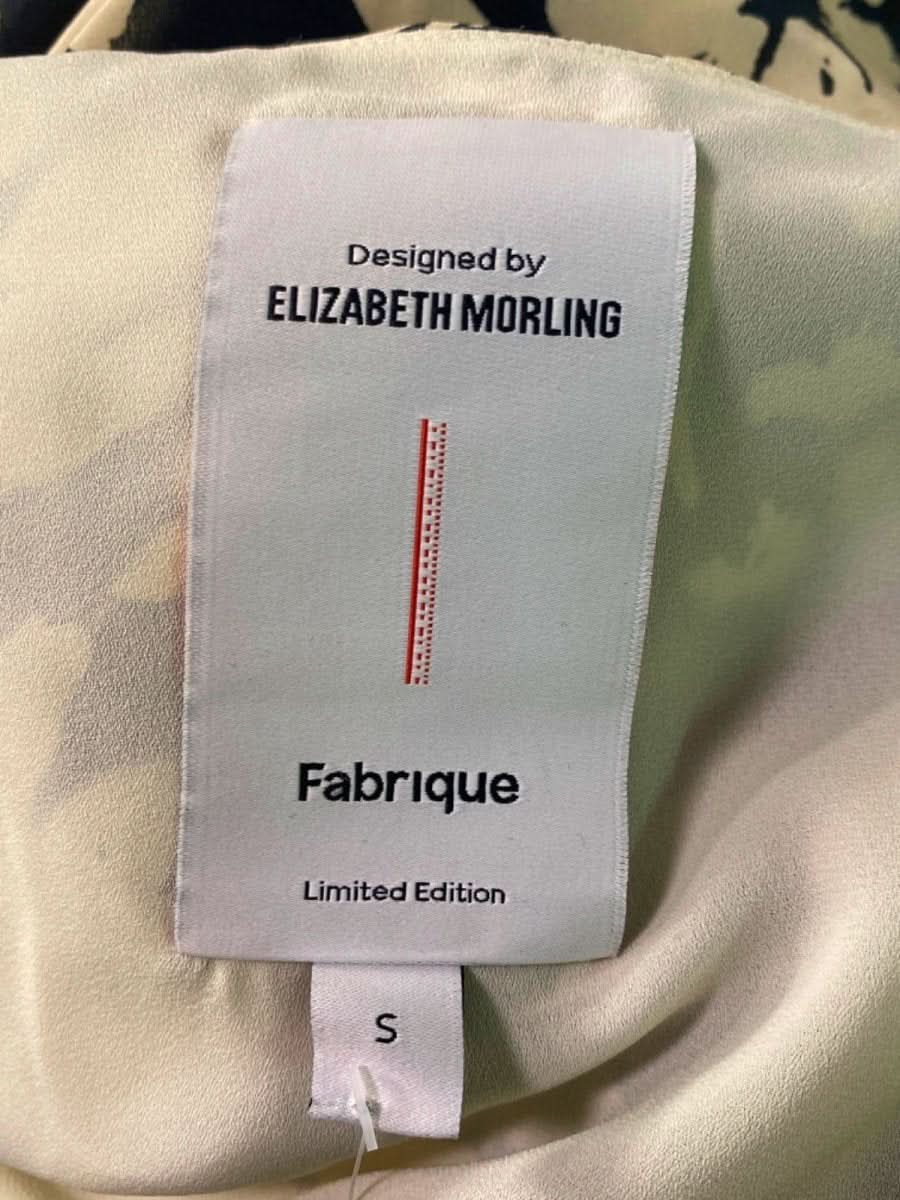 Designed by
ELIZABETH MORLING
Fabrique
Limited Edition
S